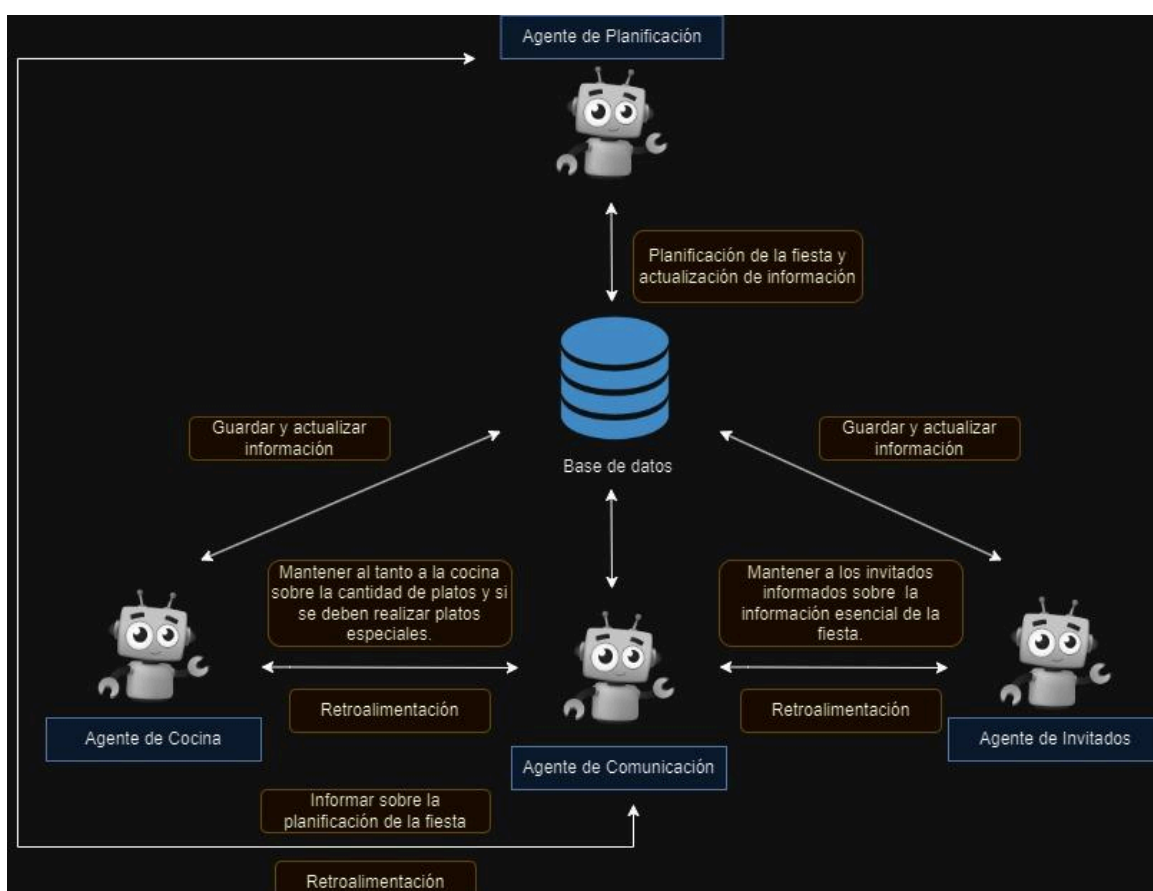 Agente de Planificación
Planificación de la fiesta y
actualización de información
Guardar y actualizar
información
Guardar y actualizar
información
Base de datos
Mantener al tanto a la cocina
sobre la cantidad de platos y si
se deben realizar platos
especiales.
Mantener a los invitados
informados sobre la
información esencial de la
fiesta.
Retroalimentación
Retroalimentación
Agente de Cocina
Agente de Comunicación
Agente de Invitados
Informar sobre la
planificación de la fiesta
Retroalimentación